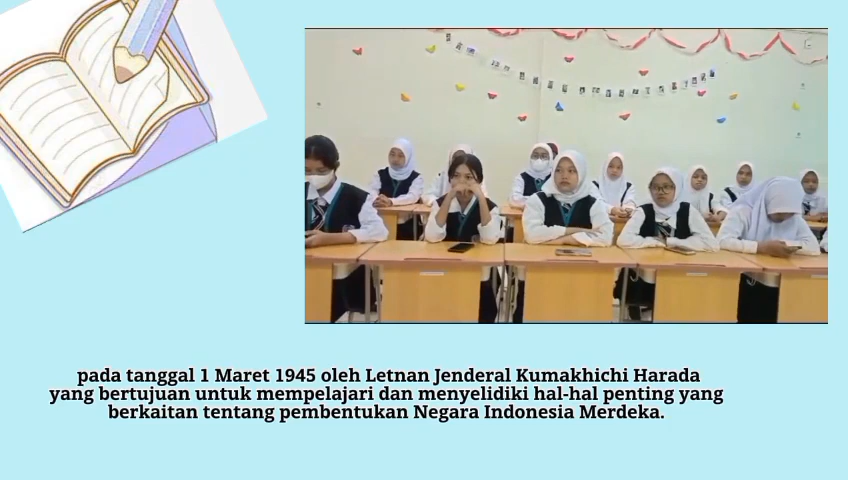 pada tanggal 1 Maret 1945 oleh Letnan Jenderal Kumakhichi Harada
yang bertujuan untuk mempelajari dan menyelidiki hal-hal penting yang
berkaitan tentang pembentukan Negara Indonesia Merdeka.